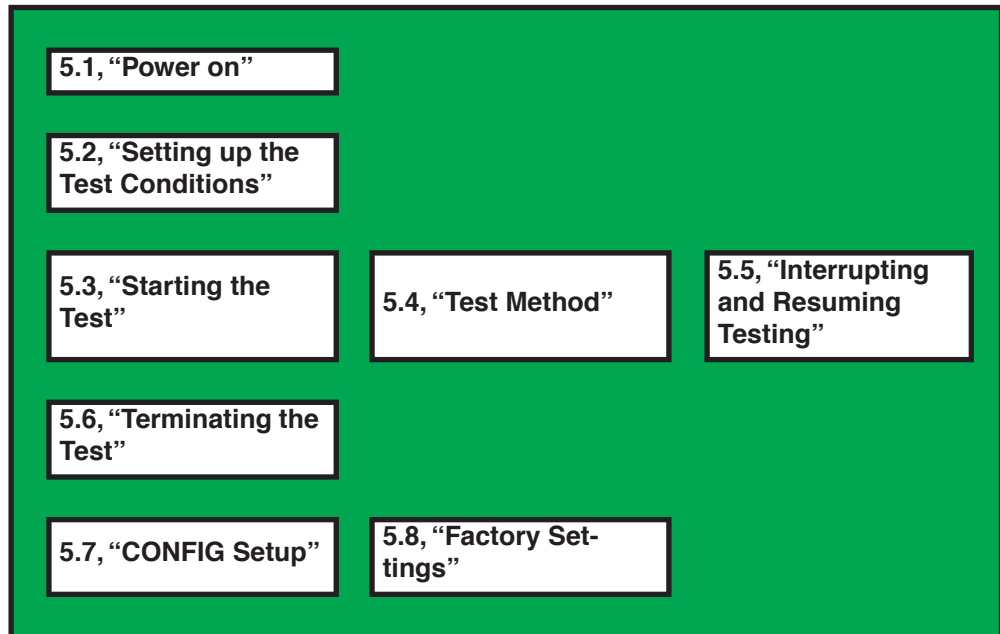 5.1, “Power on”
5.2, “Setting up the
Test Conditions”
5.3, “Starting the
Test”
5.4, “Test Method”
5.5, “Interrupting
and Resuming
Testing”
5.6, “Terminating the
Test”
5.7, “CONFIG Setup”
5.8, “Factory Set-
tings”